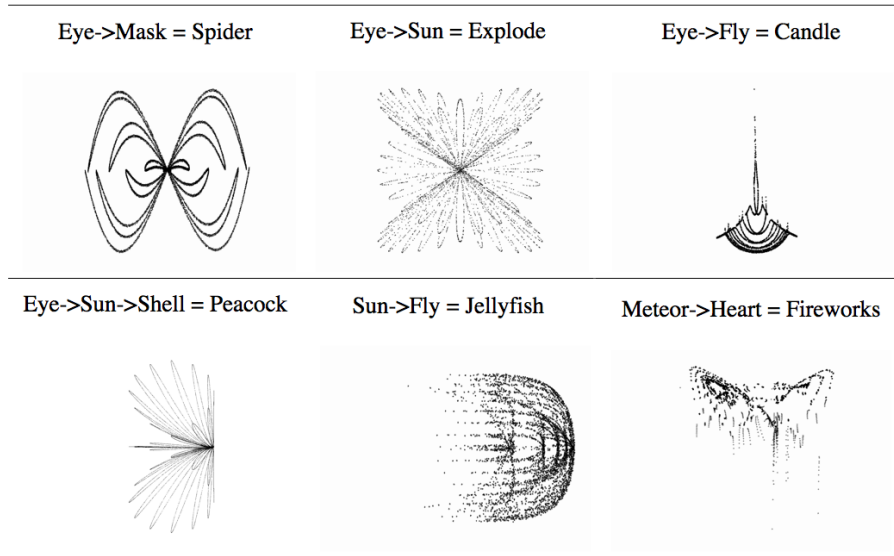 Eye->Mask = Spider
Eye->Sun = Explode
Eye->Fly = Candle
Eye->Sun->Shell = Peacock
Sun->Fly = Jellyfish
Meteor->Heart = Fireworks